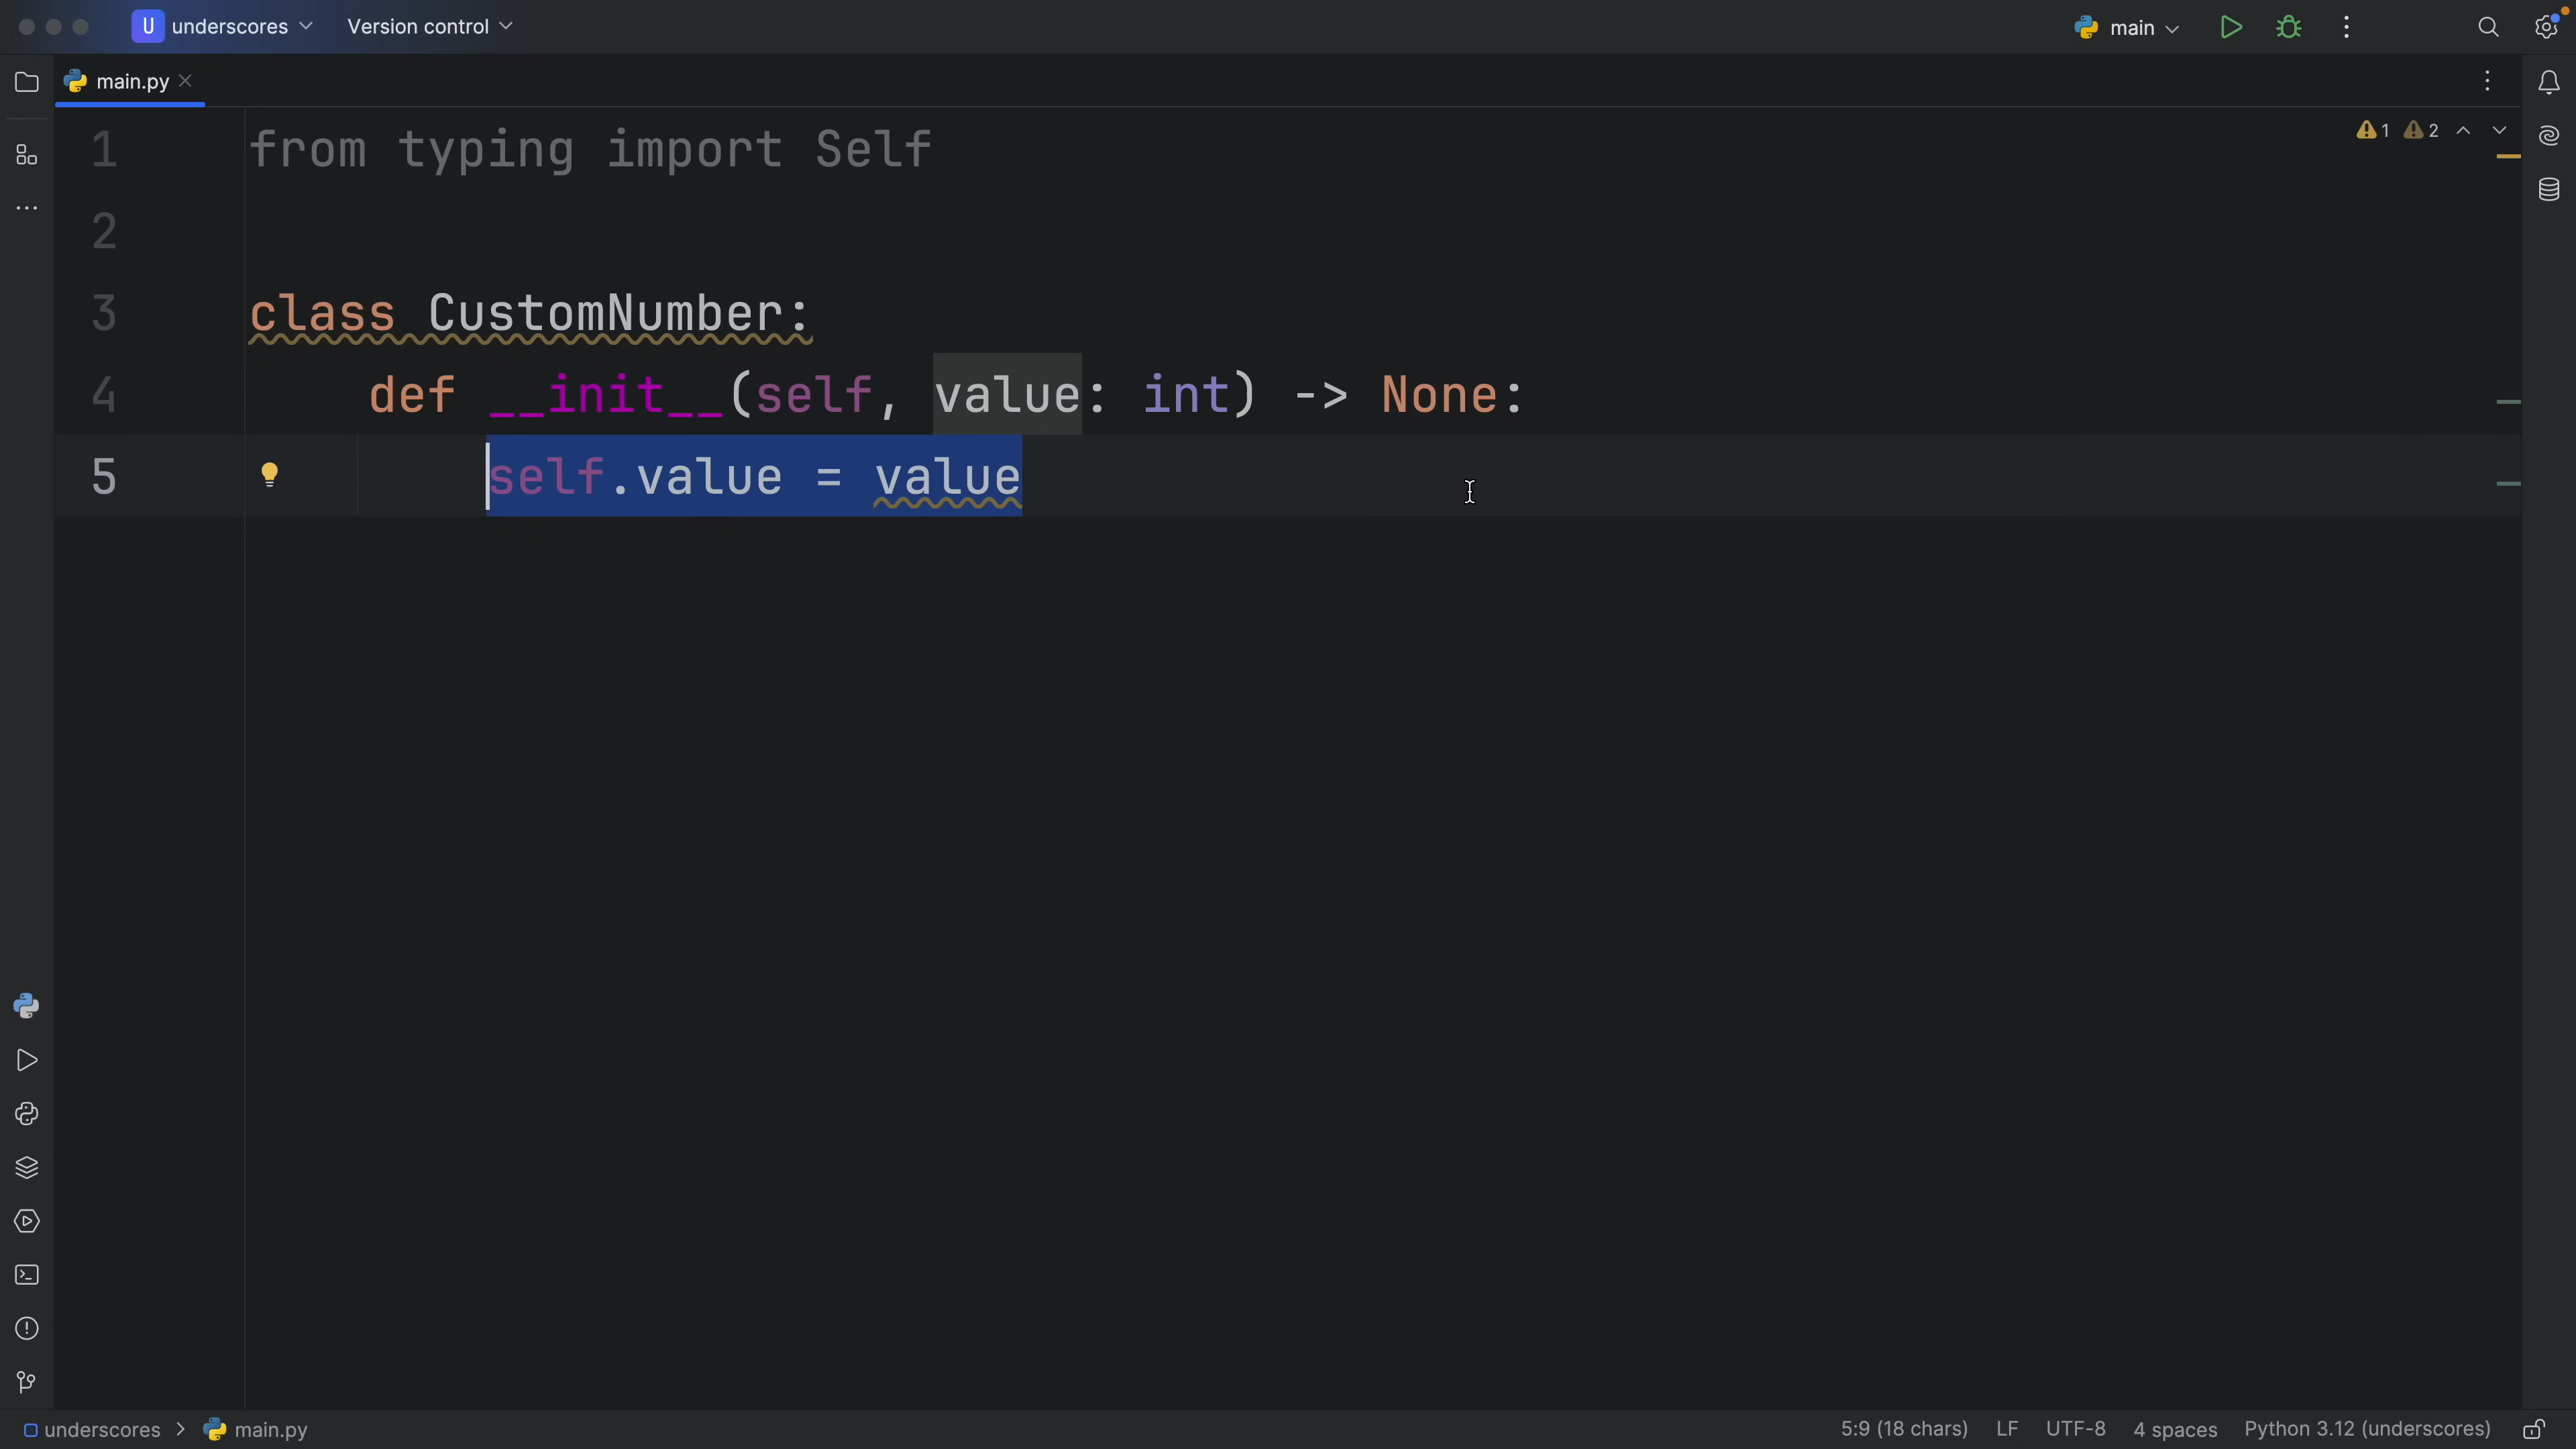 U underscores Version control main
main.py
1 from typing import Self 1 2
2
3 class CustomNumber:
4 def __init__(self, value: int) -> None:
5 self.value = value
underscores > main.py 5:9 (18 chars) LF UTF-8 4 spaces Python 3.12 (underscores)